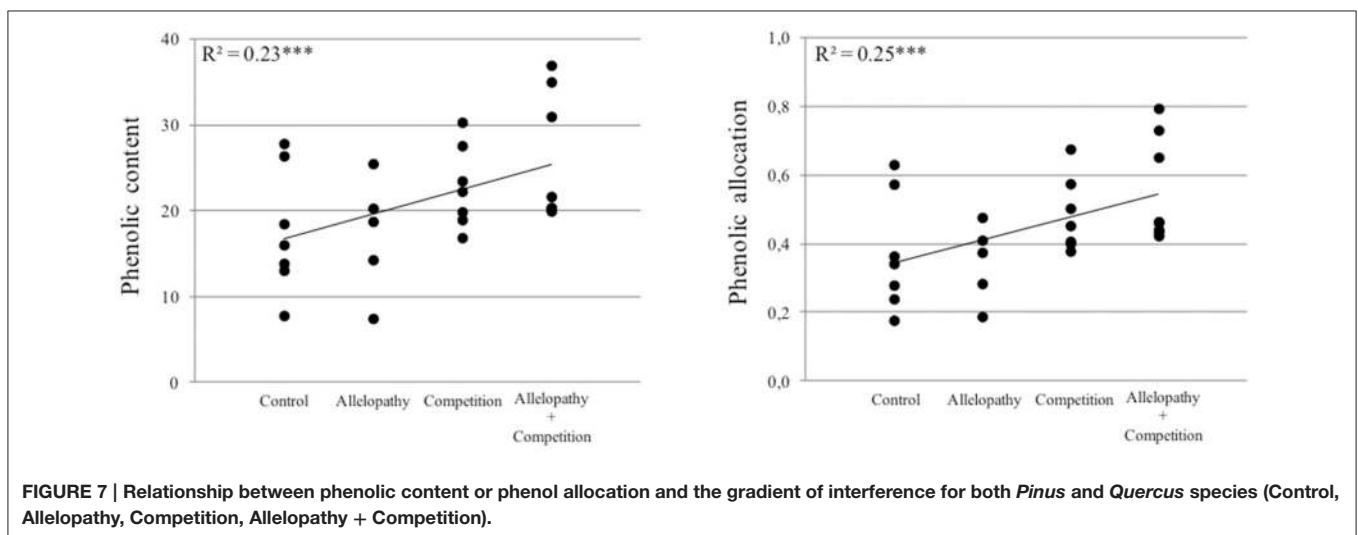 R² = 0.23***
Phenolic content
40
30
20
10
0
Control
Allelopathy
Competition
Allelopathy
+
Competition
R² = 0.25***
Phenolic allocation
1,0
0,8
0,6
0,4
0,2
0,0
Control
Allelopathy
Competition
Allelopathy
+
Competition
FIGURE 7 | Relationship between phenolic content or phenol allocation and the gradient of interference for both Pinus and Quercus species (Control,
Allelopathy, Competition, Allelopathy + Competition).